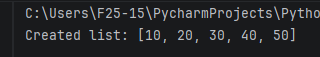 C:\Users\F25-15\PycharmProjects\Pytho
Created list: [10, 20, 30, 40, 50]